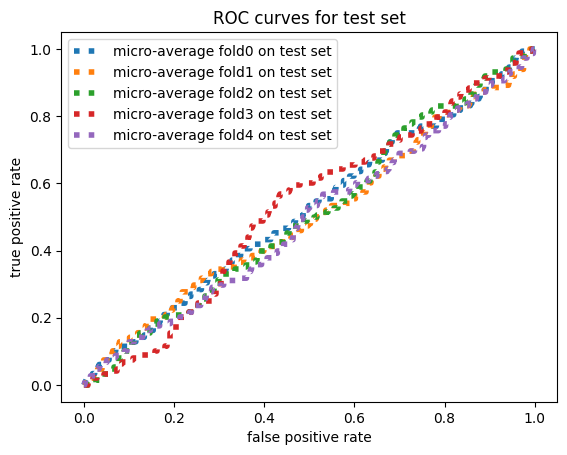 ROC curves for test set
micro-average fold0 on test set
micro-average fold1 on test set
micro-average fold2 on test set
micro-average fold3 on test set
micro-average fold4 on test set
true positive rate
1.0
0.8
0.6
0.4
0.2
0.0
0.0 0.2 0.4 0.6 0.8 1.0
false positive rate